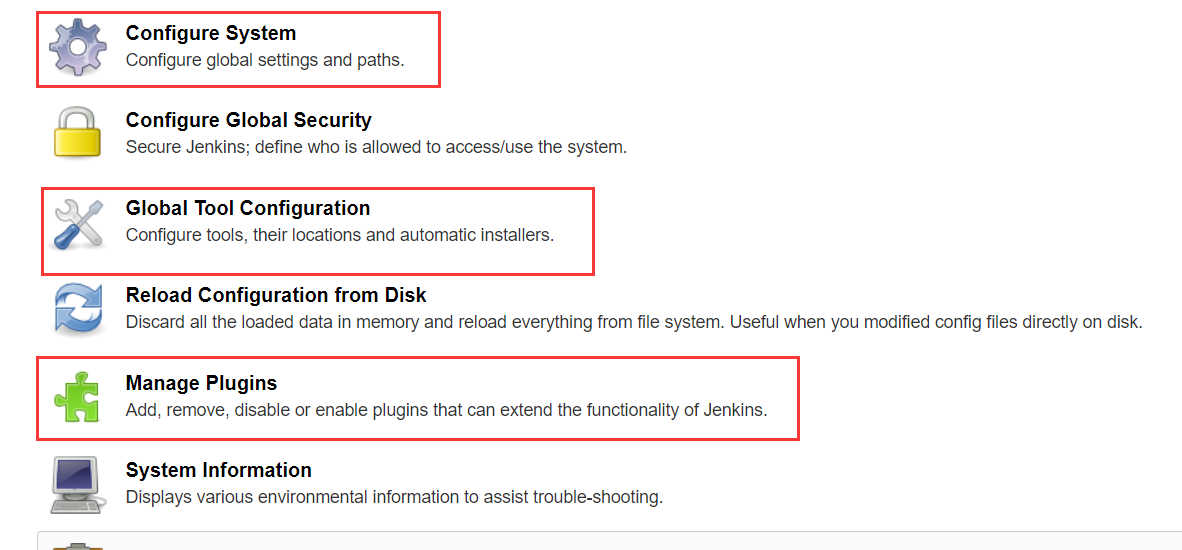 Configure System
Configure global settings and paths.
Configure Global Security
Secure Jenkins; define who is allowed to access/use the system.
Global Tool Configuration
Configure tools, their locations and automatic installers.
Reload Configuration from Disk
Discard all the loaded data in memory and reload everything from file system. Useful when you modified config files directly on disk.
Manage Plugins
Add, remove, disable or enable plugins that can extend the functionality of Jenkins.
System Information
Displays various environmental information to assist trouble-shooting.